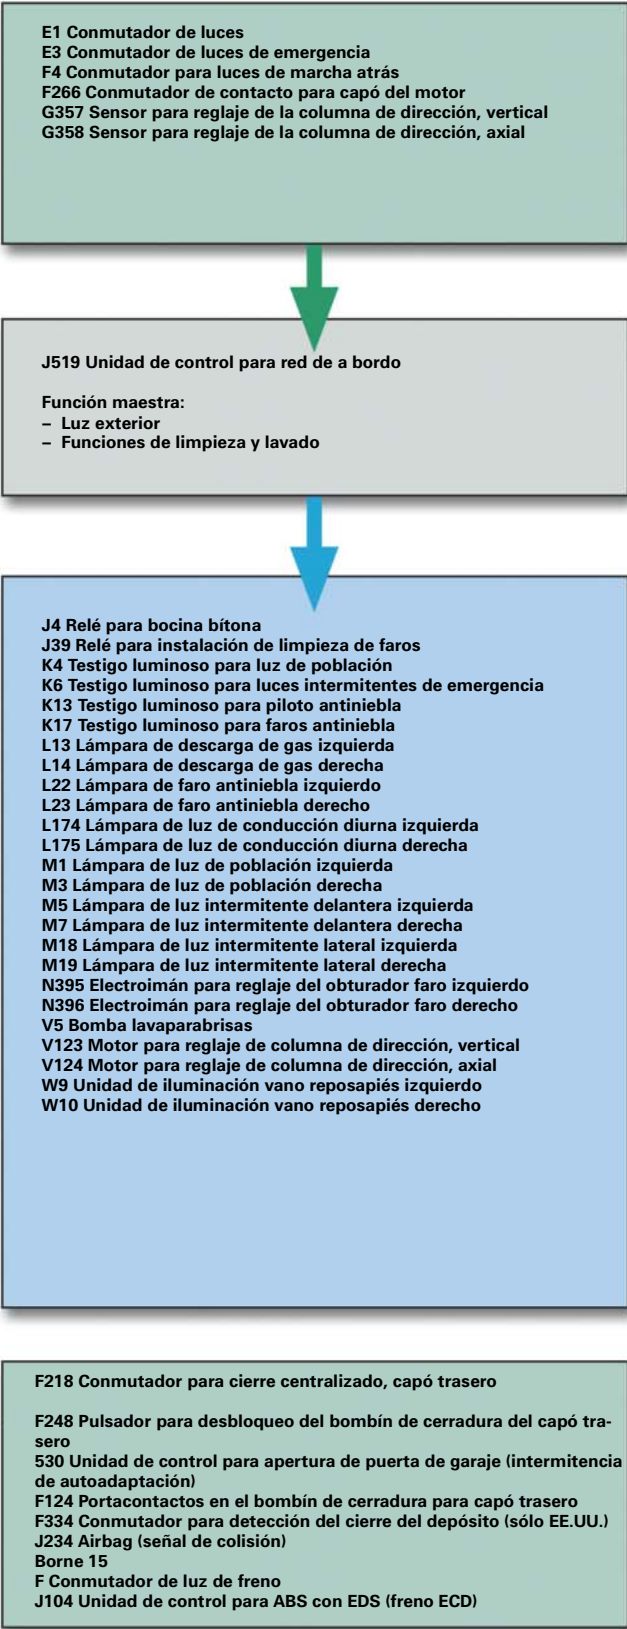 E1 Conmutador de luces
E3 Conmutador de luces de emergencia
F4 Conmutador para luces de marcha atrás
F266 Conmutador de contacto para capó del motor
G357 Sensor para reglaje de la columna de dirección, vertical
G358 Sensor para reglaje de la columna de dirección, axial
J519 Unidad de control para red de a bordo
Función maestra:
– Luz exterior
– Funciones de limpieza y lavado
J4 Relé para bocina bítona
J39 Relé para instalación de limpieza de faros
K4 Testigo luminoso para luz de población
K6 Testigo luminoso para luces intermitentes de emergencia
K13 Testigo luminoso para piloto antiniebla
K17 Testigo luminoso para faros antiniebla
L13 Lámpara de descarga de gas izquierda
L14 Lámpara de descarga de gas derecha
L22 Lámpara de faro antiniebla izquierdo
L23 Lámpara de faro antiniebla derecho
L174 Lámpara de luz de conducción diurna izquierda
L175 Lámpara de luz de conducción diurna derecha
M1 Lámpara de luz de población izquierda
M3 Lámpara de luz de población derecha
M5 Lámpara de luz intermitente delantera izquierda
M7 Lámpara de luz intermitente delantera derecha
M18 Lámpara de luz intermitente lateral izquierda
M19 Lámpara de luz intermitente lateral derecha
N395 Electroimán para reglaje del obturador faro izquierdo
N396 Electroimán para reglaje del obturador faro derecho
V5 Bomba lavaparabrisas
V123 Motor para reglaje de columna de dirección, vertical
V124 Motor para reglaje de columna de dirección, axial
W9 Unidad de iluminación vano reposapiés izquierdo
W10 Unidad de iluminación vano reposapiés derecho
F218 Conmutador para cierre centralizado, capó trasero
F248 Pulsador para desbloqueo del bombín de cerradura del capó tra-
sero
530 Unidad de control para apertura de puerta de garaje (intermitencia
de autoadaptación)
F124 Portacontactos en el bombín de cerradura para capó trasero
F334 Conmutador para detección del cierre del depósito (sólo EE.UU.)
J234 Airbag (señal de colisión)
Borne 15
F Conmutador de luz de freno
J104 Unidad de control para ABS con EDS (freno ECD)